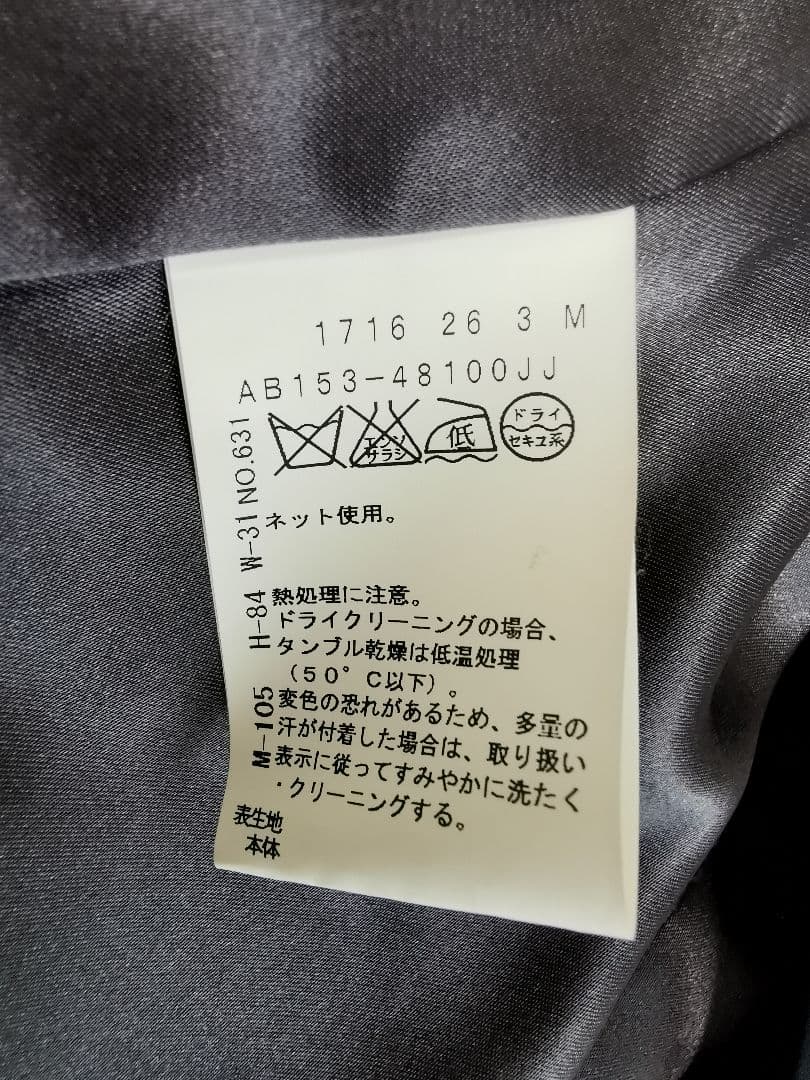 1716 26 3 M
AB153-48100JJ
エンソ
サラシ
低
ドライ
セキユ系
ネット使用。
熱処理に注意。
ドライクリーニングの場合、
タンブル乾燥は低温処理
（50°C以下）。
変色の恐れがあるため、多量の
汗が付着した場合は、取り扱い
表示に従ってすみやかに洗たく
・クリーニングする。
M-105 H-84 W-31 NO.631
表生地
本体